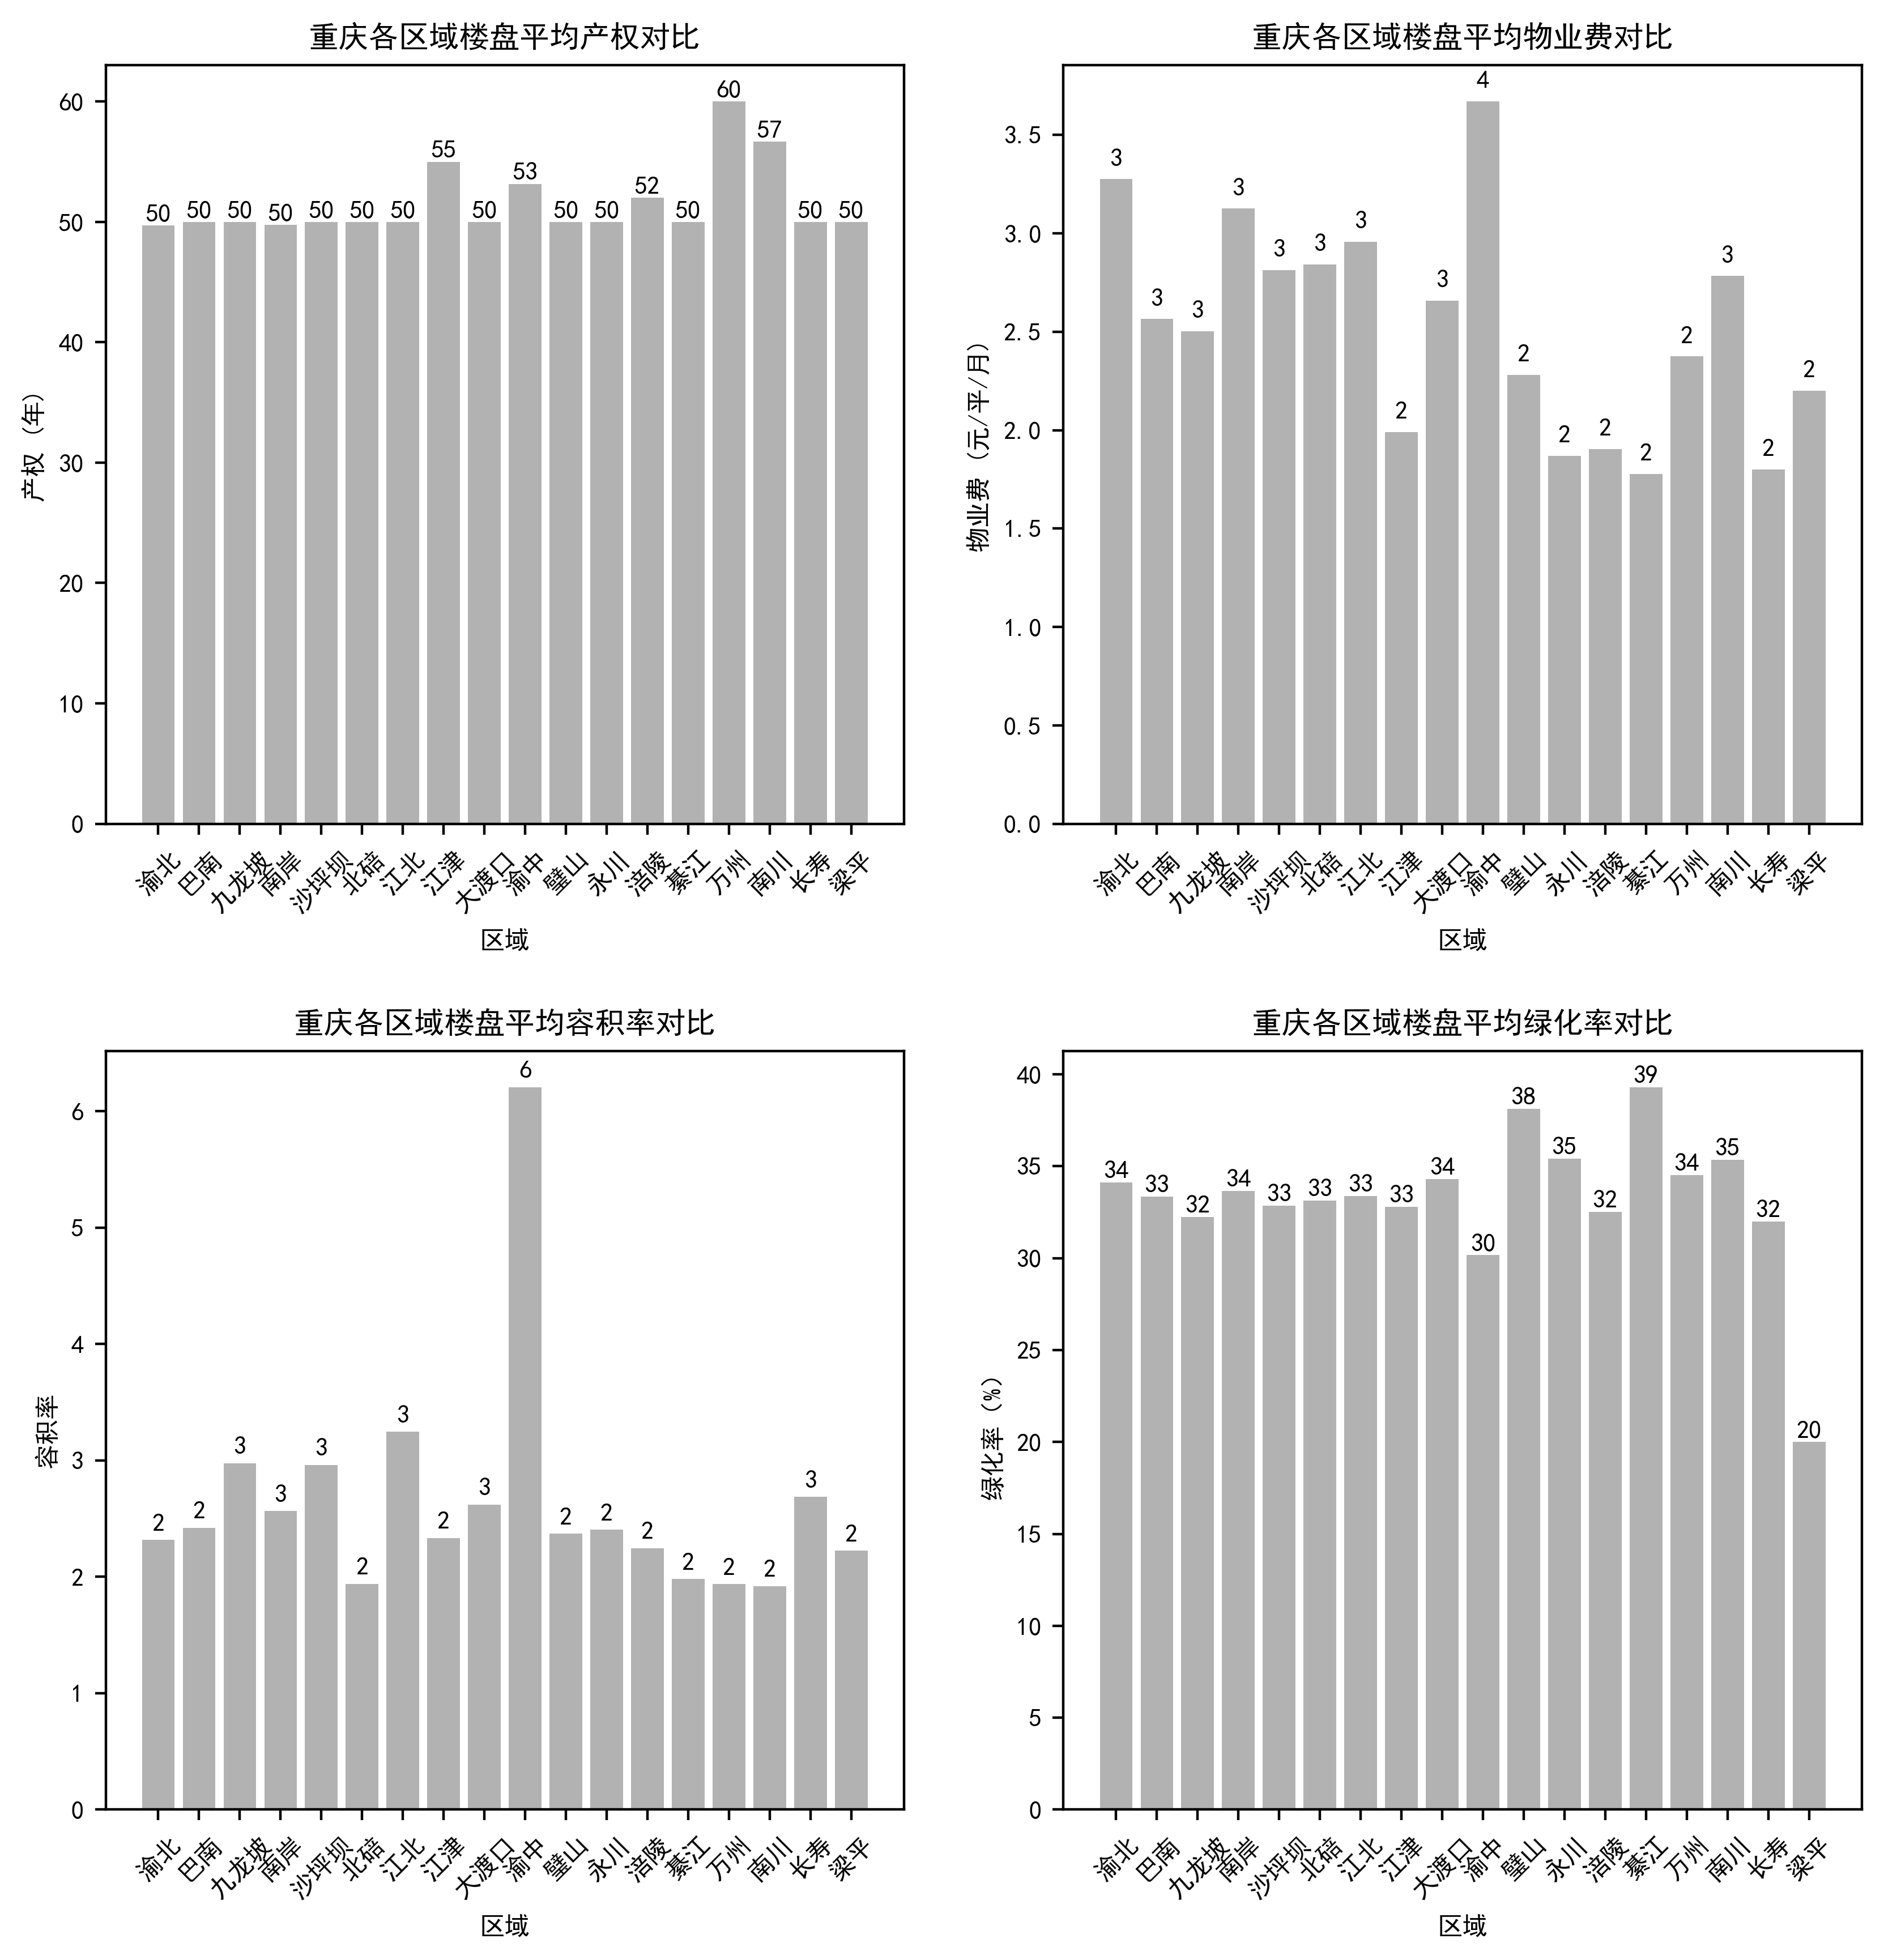 重庆各区域楼盘平均产权对比
产权 (年)
60
50
40
30
20
10
0
50 50 50 50 50 50 50 55 50 53 50 50 52 50 60 57 50 50
渝北 巴南 九龙坡 南岸 沙坪坝 北碚 江北 江津 大渡口 渝中 璧山 永川 涪陵 綦江 万州 南川 长寿 梁平
区域
重庆各区域楼盘平均物业费对比
物业费 (元/平/月)
3.5
3.0
2.5
2.0
1.5
1.0
0.5
0.0
3 3 3 3 3 3 3 2 3 4 2 2 2 2 2 3 2 2
渝北 巴南 九龙坡 南岸 沙坪坝 北碚 江北 江津 大渡口 渝中 璧山 永川 涪陵 綦江 万州 南川 长寿 梁平
区域
重庆各区域楼盘平均容积率对比
容积率
6
5
4
3
2
1
0
2 2 3 3 3 2 3 2 3 6 2 2 2 2 2 2 3 2
渝北 巴南 九龙坡 南岸 沙坪坝 北碚 江北 江津 大渡口 渝中 璧山 永川 涪陵 綦江 万州 南川 长寿 梁平
区域
重庆各区域楼盘平均绿化率对比
绿化率 (%)
40
35
30
25
20
15
10
5
0
34 33 32 34 33 33 33 33 34 30 38 35 32 39 34 35 32 20
渝北 巴南 九龙坡 南岸 沙坪坝 北碚 江北 江津 大渡口 渝中 璧山 永川 涪陵 綦江 万州 南川 长寿 梁平
区域